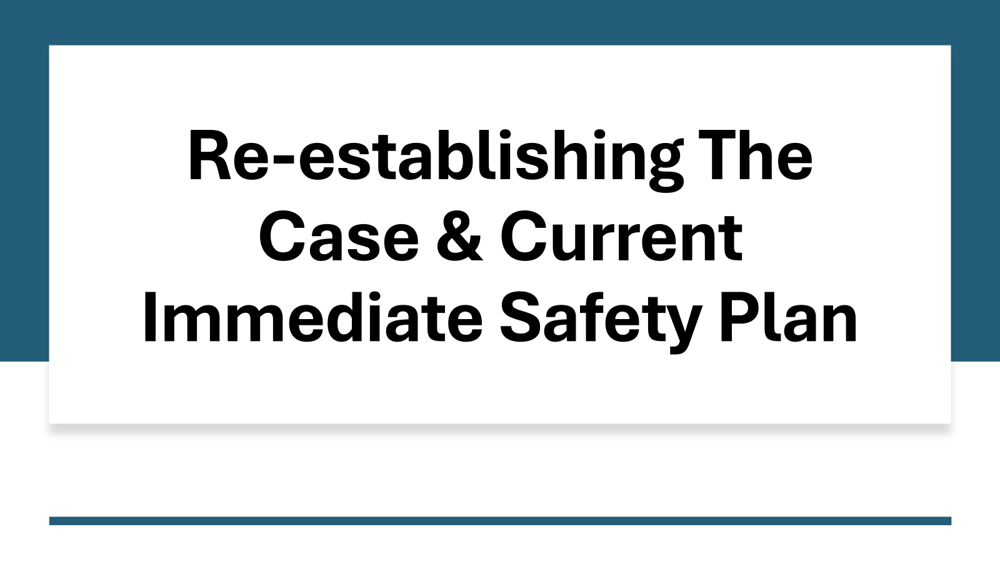 Re-establishing The
Case & Current
Immediate Safety Plan